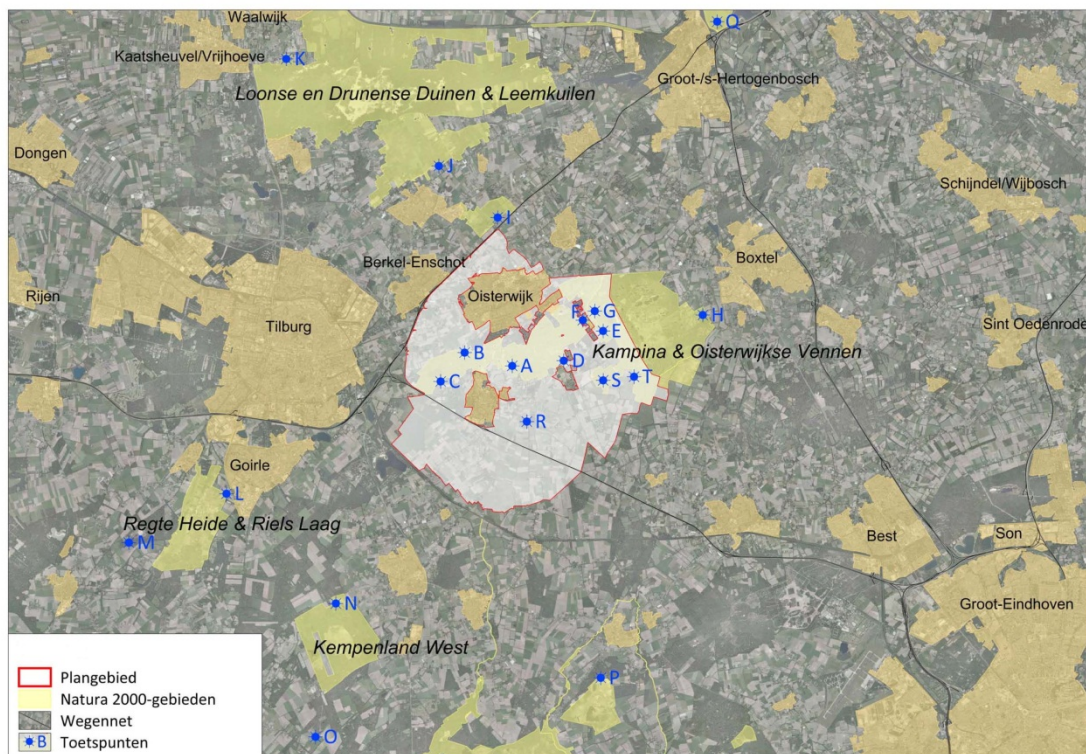 Waalwijk
Q
Kaatsheuvel/Vrijhoeve
K
Groot-/s-Hertogenbosch
Loonse en Drunense Duinen & Leemkuilen
Dongen
J
Schijndel/Wijbosch
I
Berkel-Enschot
Boxtel
Oisterwijk
Rijen
Tilburg
F
G
E
H
Sint Oedenrode
Kampina & Oisterwijkse Vennen
B
A
D
C
S
T
R
Goirle
L
Regte Heide & Riels Laag
M
Best
Son
N
Groot-Eindhoven
Kempenland West
P
O
Plangebied
Natura 2000-gebieden
Wegennet
B Toetspunten